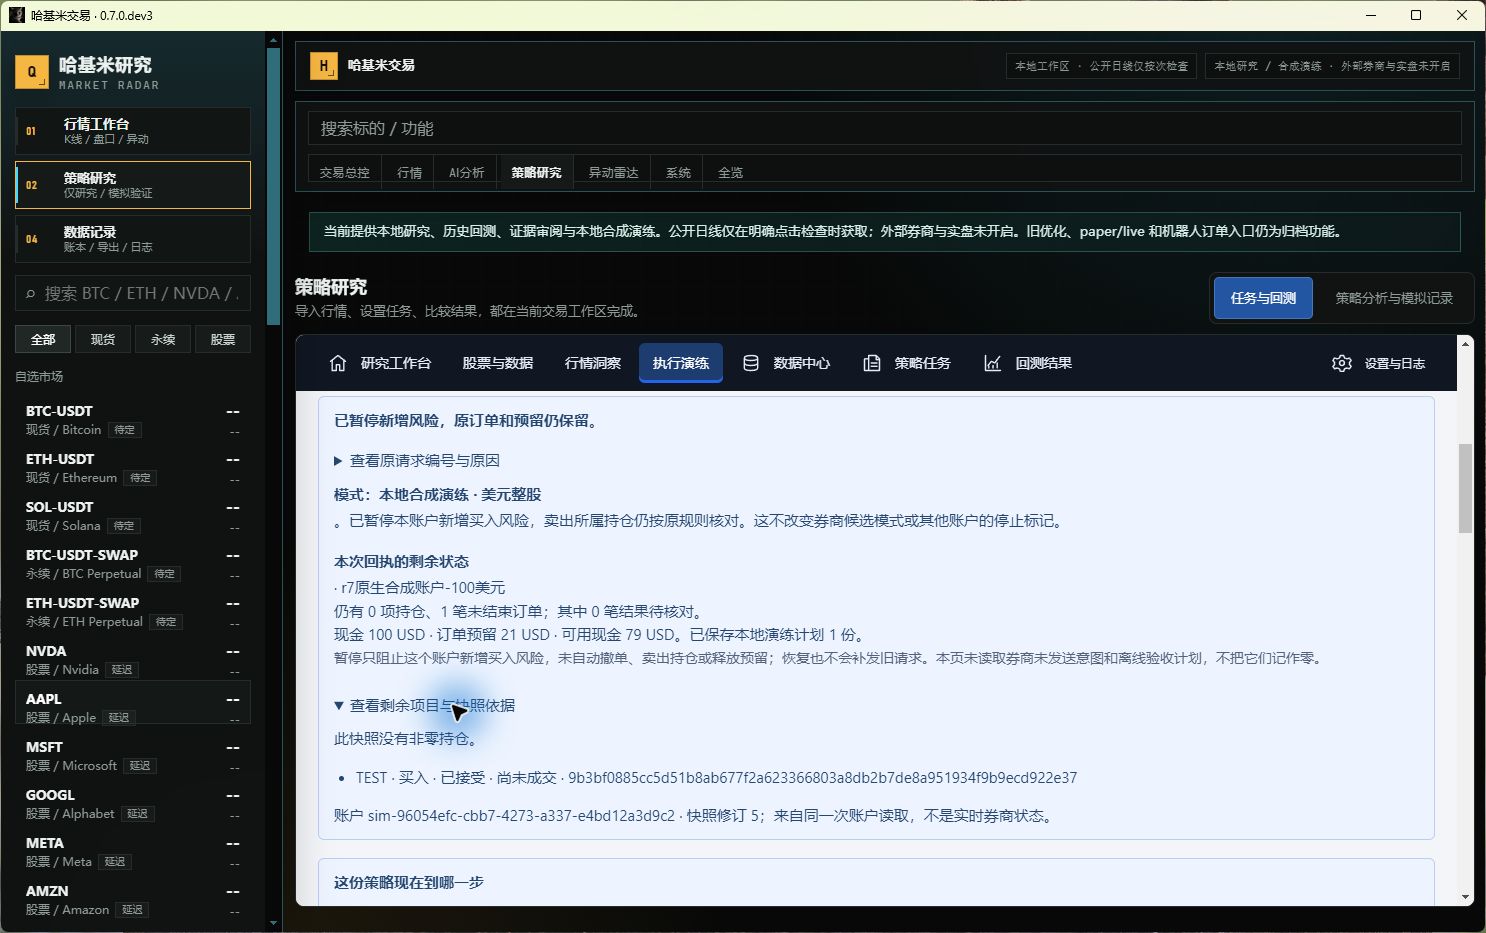 哈基米交易 · 0.7.0.dev3
Q
哈基米研究
MARKET RADAR
01
行情工作台
K线 / 盘口 / 异动
02
策略研究
仅研究 / 模拟验证
04
数据记录
账本 / 导出 / 日志
搜索 BTC / ETH / NVDA / .
全部
现货
永续
股票
自选市场
BTC-USDT
--
现货 / Bitcoin
待定
--
ETH-USDT
--
现货 / Ethereum
待定
--
SOL-USDT
--
现货 / Solana
待定
--
BTC-USDT-SWAP
--
永续 / BTC Perpetual
待定
--
ETH-USDT-SWAP
--
永续 / ETH Perpetual
待定
--
NVDA
--
股票 / Nvidia
延迟
--
AAPL
--
股票 / Apple
延迟
--
MSFT
--
股票 / Microsoft
延迟
--
GOOGL
--
股票 / Alphabet
延迟
--
META
--
股票 / Meta
延迟
--
AMZN
--
股票 / Amazon
延迟
--
H
哈基米交易
本地工作区 · 公开日线仅按次检查
本地研究 / 合成演练 · 外部券商与实盘未开启
搜索标的 / 功能
交易总控
行情
AI分析
策略研究
异动雷达
系统
全览
当前提供本地研究、历史回测、证据审阅与本地合成演练。公开日线仅在明确点击检查时获取；外部券商与实盘未开启。旧优化、paper/live 和机器人订单入口仍为归档功能。
策略研究
导入行情、设置任务、比较结果，都在当前交易工作区完成。
任务与回测
策略分析与模拟记录
研究工作台
股票与数据
行情洞察
执行演练
数据中心
策略任务
回测结果
设置与日志
已暂停新增风险，原订单和预留仍保留。
▶ 查看原请求编号与原因
模式：本地合成演练 · 美元整股
。已暂停本账户新增买入风险，卖出所属持仓仍按原规则核对。这不改变券商候选模式或其他账户的停止标记。
本次回执的剩余状态
· r7原生合成账户-100美元
仍有 0 项持仓、1 笔未结束订单；其中 0 笔结果待核对。
现金 100 USD · 订单预留 21 USD · 可用现金 79 USD。已保存本地演练计划 1 份。
暂停只阻止这个账户新增买入风险，未自动撤单、卖出持仓或释放预留；恢复也不会补发旧请求。本页未读取券商未发送意图和离线验收计划，不把它们记作零。
▼ 查看剩余项目与快照依据
此快照没有非零持仓。
• TEST · 买入 · 已接受 · 尚未成交 · 9b3bf0885cc5d51b8ab677f2a623366803a8db2b7de8a951934f9b9ecd922e37
账户 sim-96054efc-cbb7-4273-a337-e4bd12a3d9c2 · 快照修订 5；来自同一次账户读取，不是实时券商状态。
这份策略现在到哪一步